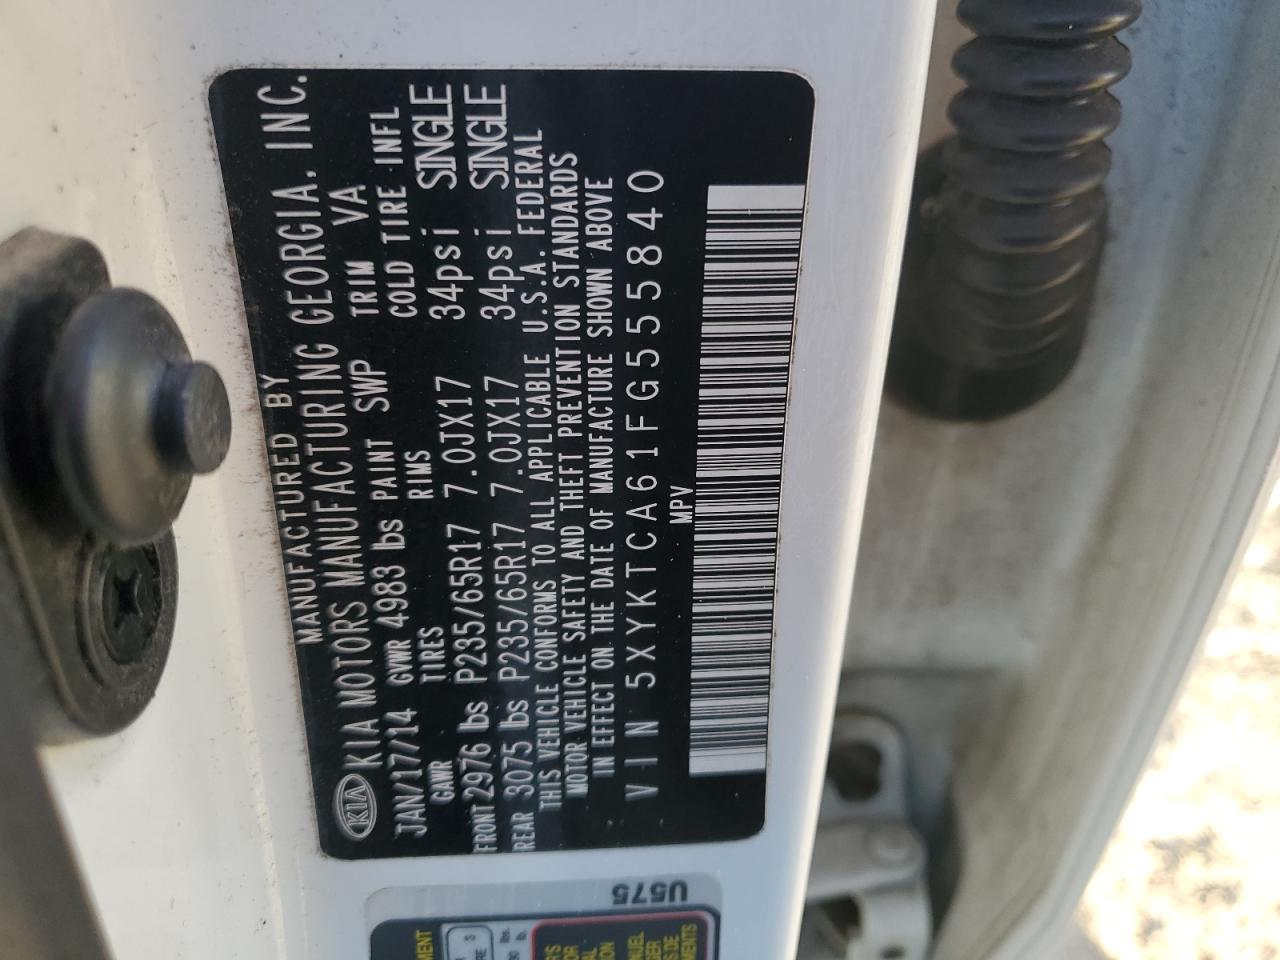 MANUFACTURED BY
KIA KIA MOTORS MANUFACTURING GEORGIA, INC.
JAN/17/14 GVWR 4983 lbs PAINT SWP TRIM VA
GAWR TIRES RIMS COLD TIRE INFL
FRONT 2976 lbs P235/65R17 7.0JX17 34psi SINGLE
REAR 3075 lbs P235/65R17 7.0JX17 34psi SINGLE
THIS VEHICLE CONFORMS TO ALL APPLICABLE U.S.A. FEDERAL
MOTOR VEHICLE SAFETY AND THEFT PREVENTION STANDARDS
IN EFFECT ON THE DATE OF MANUFACTURE SHOWN ABOVE
VIN 5XYKTCA61FG555840
MPV
U575